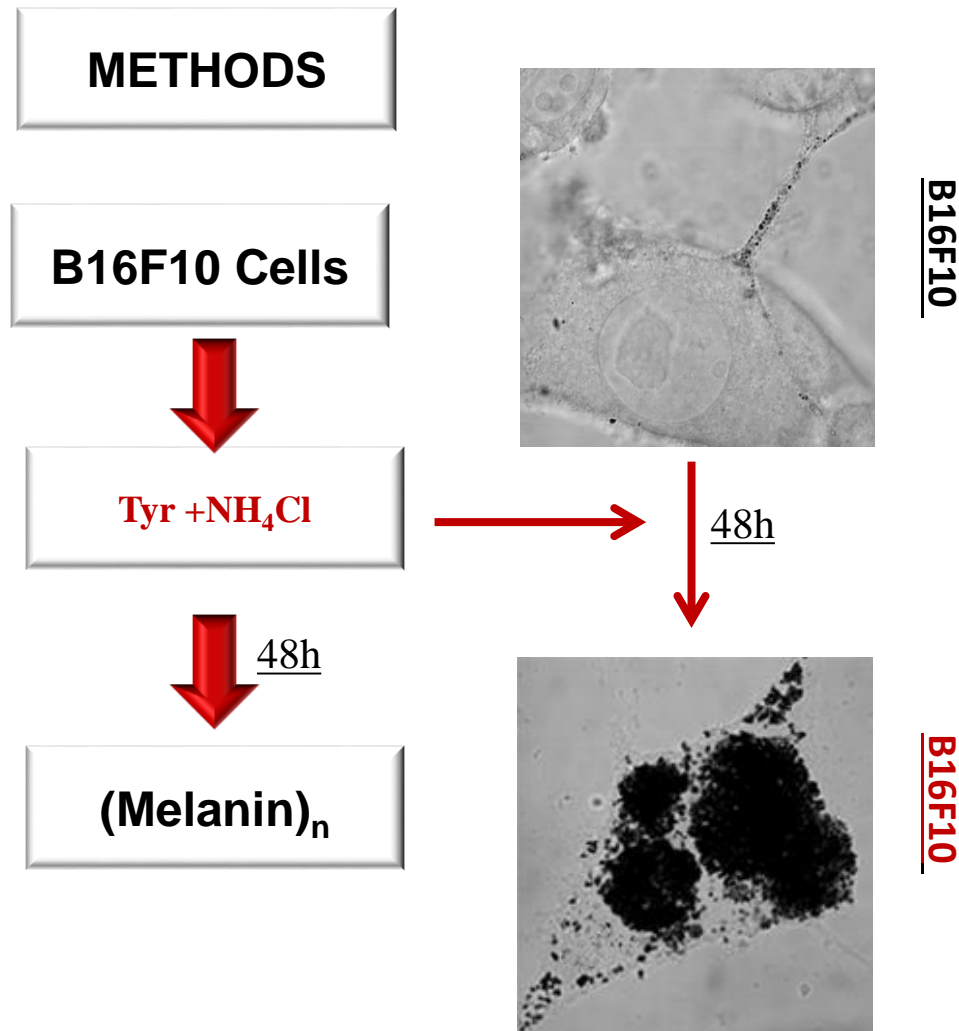 METHODS
B16F10 Cells
Tyr +NH₄Cl
48h
(Melanin)ₙ
B16F10
48h
B16F10